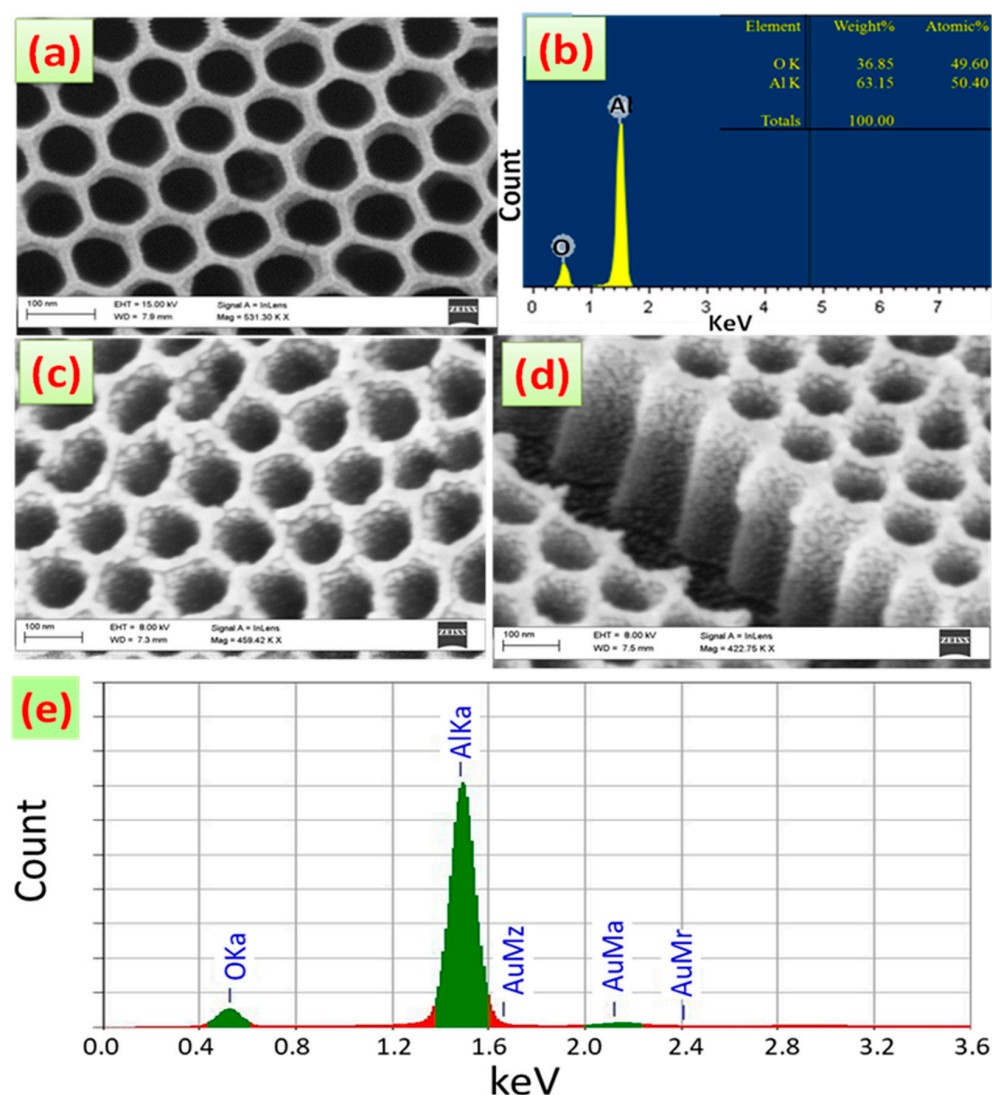 (a)
100 nm
EHT = 15.00 kV
WD = 7.9 mm
Signal A = InLens
Mag = 531.30 K X
ZEISS
(b)
Element Weight% Atomic%
O K 36.85 49.60
Al K 63.15 50.40
Totals 100.00
Al
O
Count
0 1 2 3 4 5 6 7
KeV
(c)
100 nm
EHT = 8.00 kV
WD = 7.3 mm
Signal A = InLens
Mag = 459.42 K X
ZEISS
(d)
100 nm
EHT = 8.00 kV
WD = 7.5 mm
Signal A = InLens
Mag = 422.75 K X
ZEISS
(e)
Count
OKa
AlKa
AuMz
AuMa
AuMr
0.0 0.4 0.8 1.2 1.6 2.0 2.4 2.8 3.2 3.6
keV